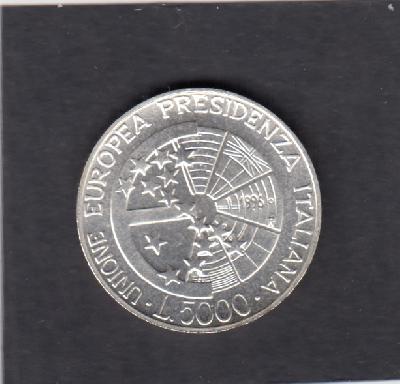 UNIONE EUROPEA PRESIDENZA ITALIANA
1996
R
L.5000